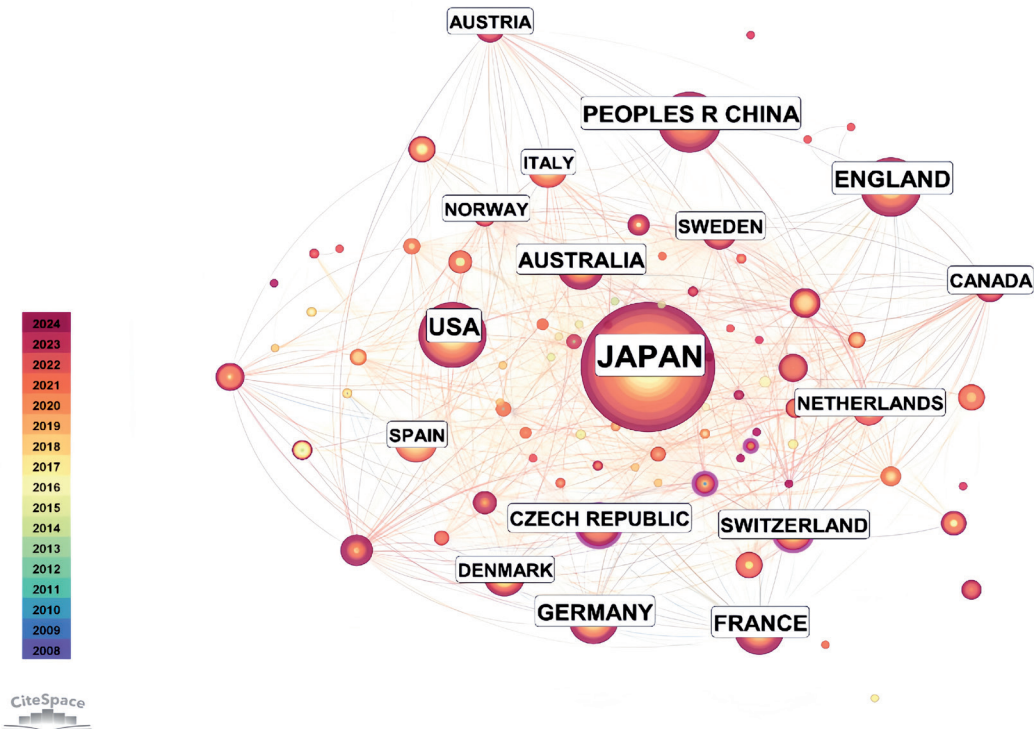 AUSTRIA
PEOPLES R CHINA
ITALY
ENGLAND
NORWAY
SWEDEN
AUSTRALIA
CANADA
USA
JAPAN
NETHERLANDS
SPAIN
CZECH REPUBLIC
SWITZERLAND
DENMARK
GERMANY
FRANCE
2024
2023
2022
2021
2020
2019
2018
2017
2016
2015
2014
2013
2012
2011
2010
2009
2008
CiteSpace